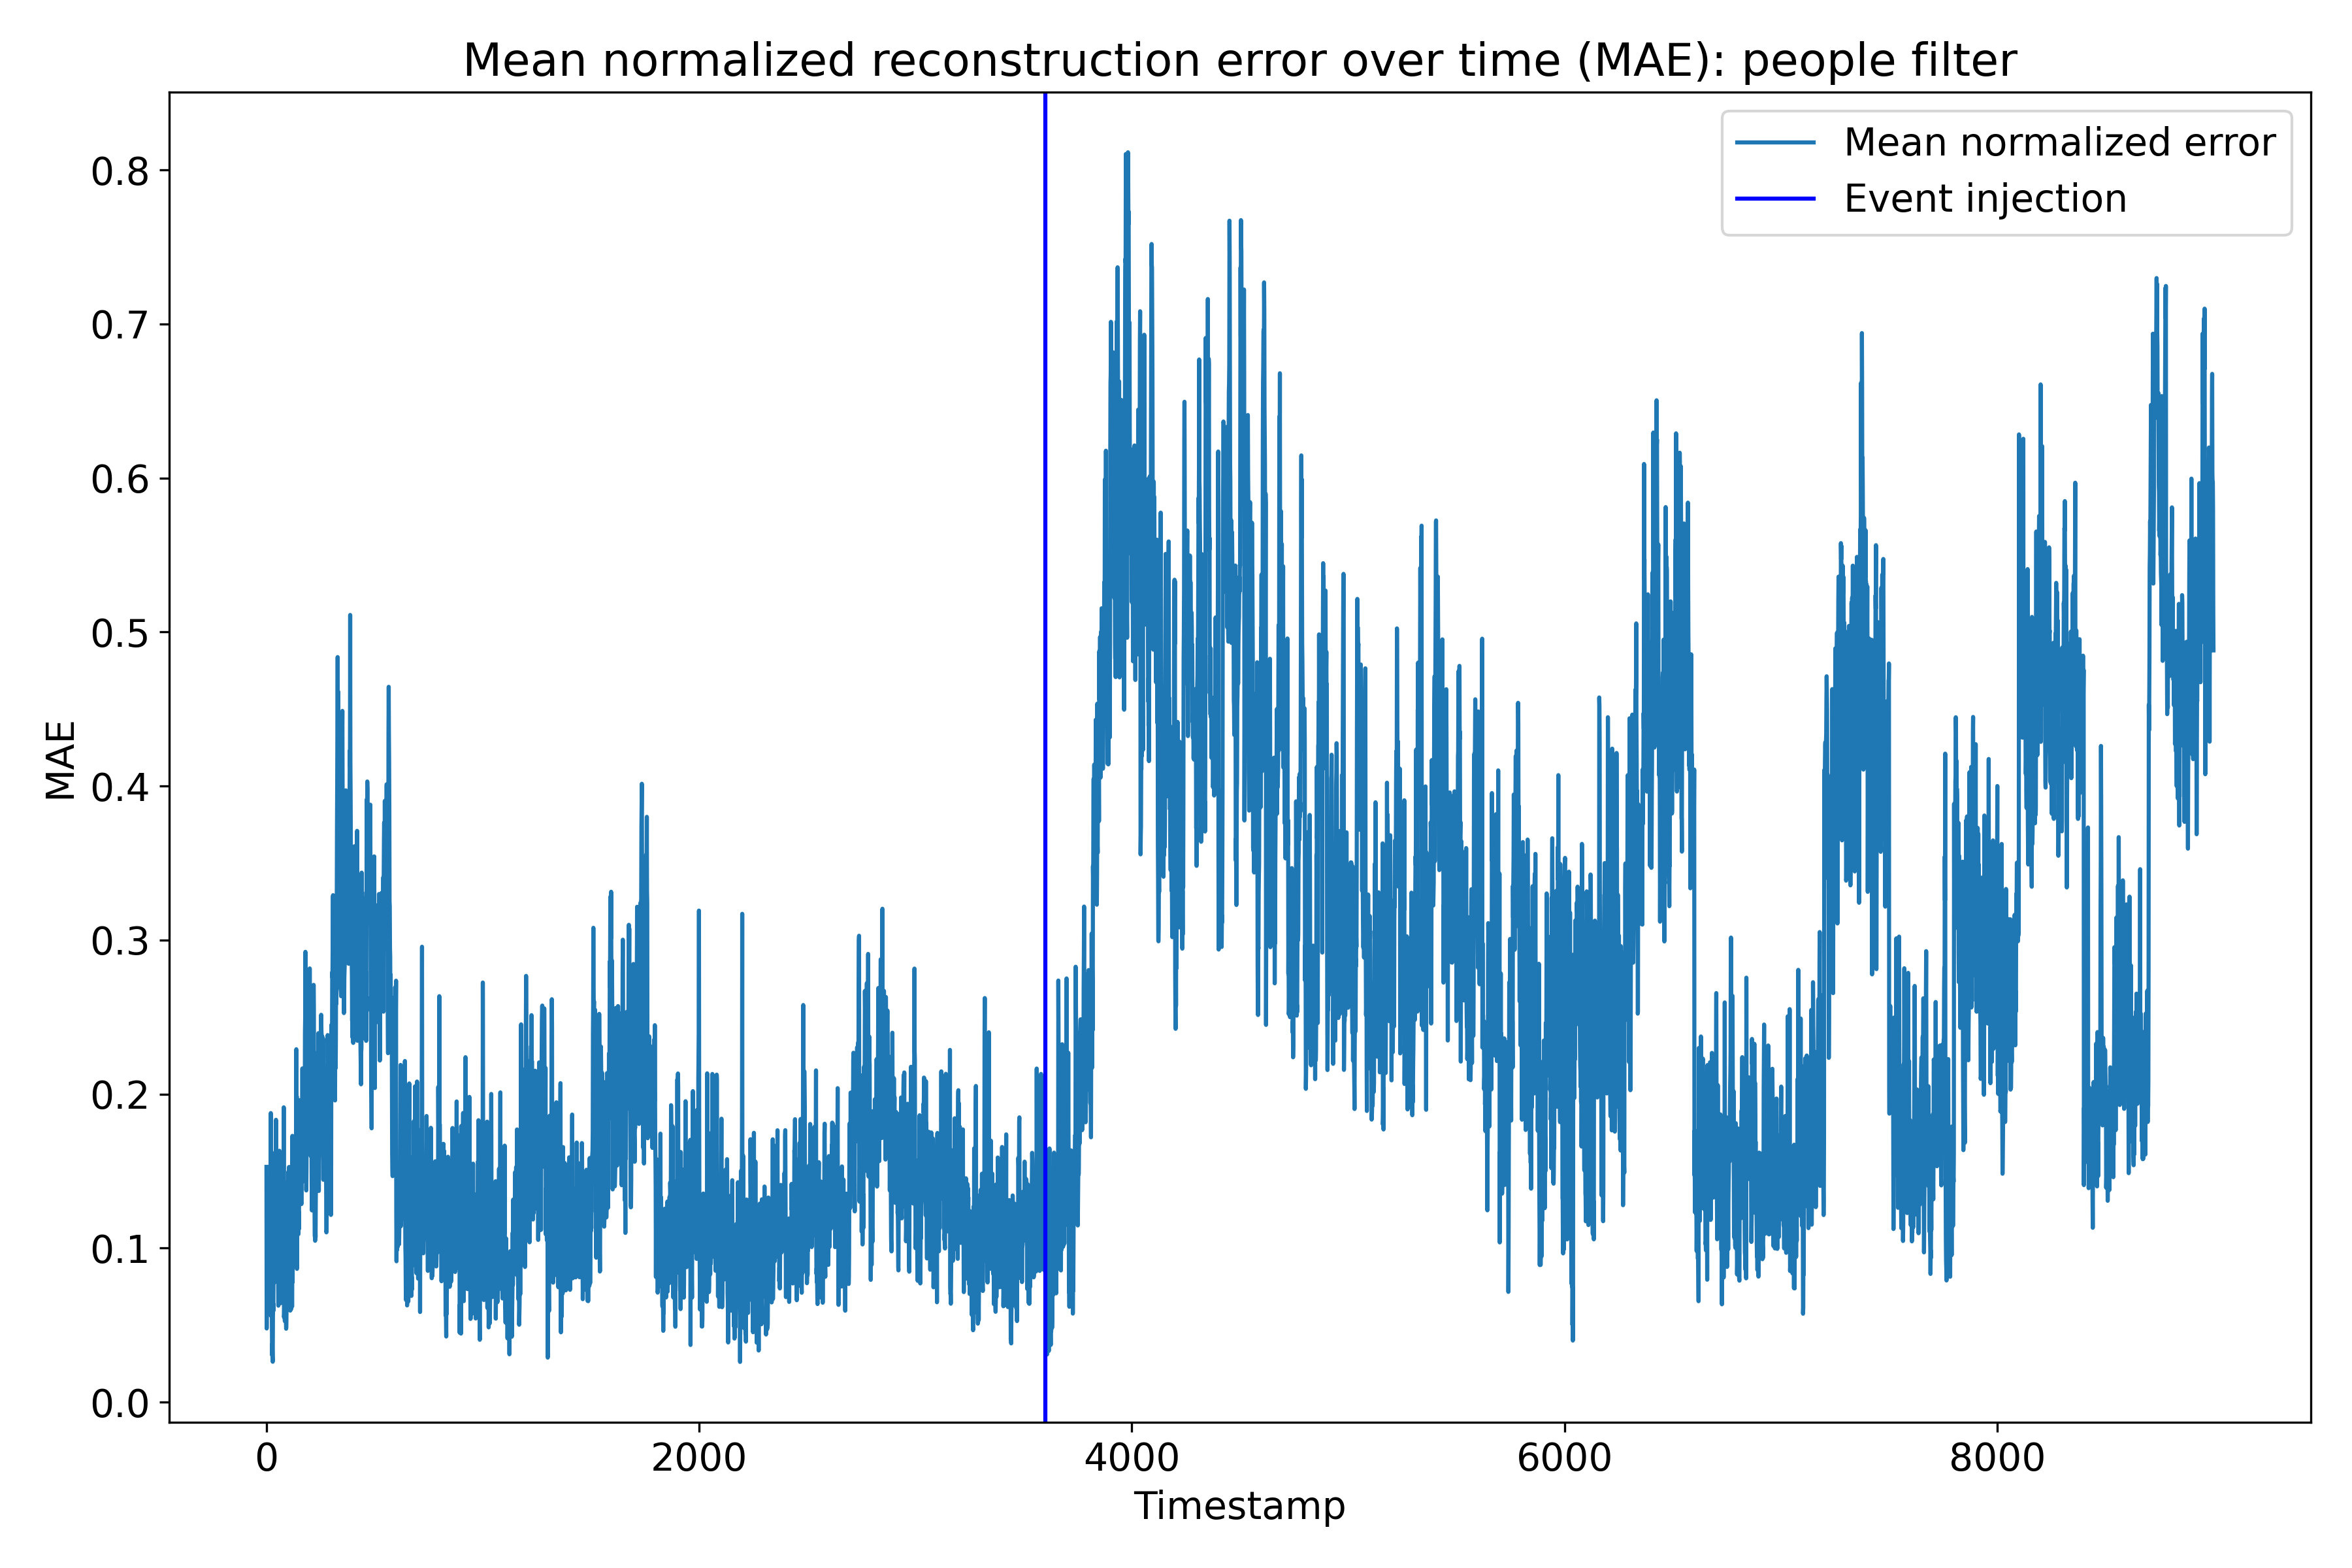 Mean normalized reconstruction error over time (MAE): people filter
Mean normalized error
Event injection
MAE
0.8
0.7
0.6
0.5
0.4
0.3
0.2
0.1
0.0
0 2000 4000 6000 8000
Timestamp